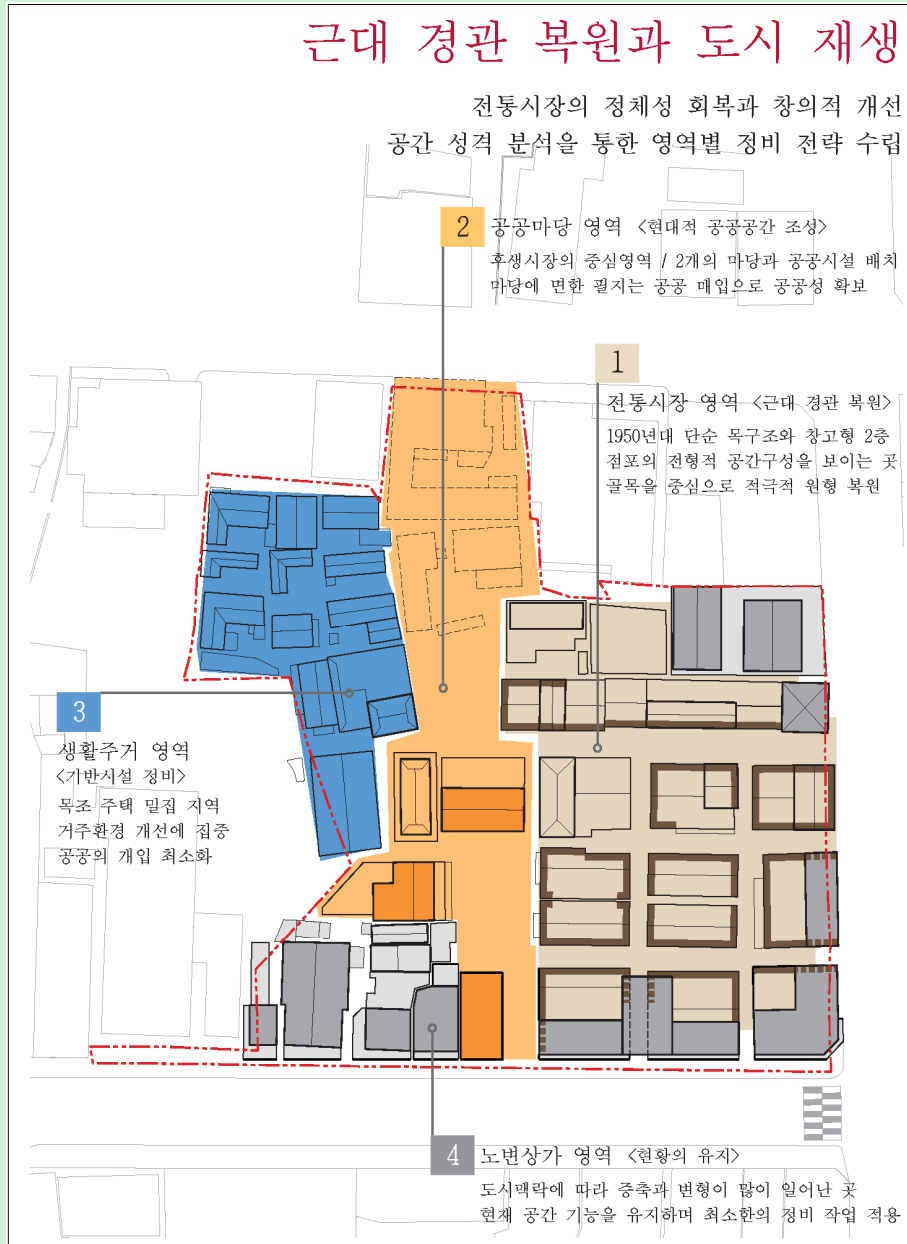 근대 경관 복원과 도시 재생
전통시장의 정체성 회복과 창의적 개선
공간 성격 분석을 통한 영역별 정비 전략 수립
2
공공마당 영역 <현대적 공공공간 조성>
후생시장의 중심영역 / 2개의 마당과 공공시설 배치
마당에 면한 필지는 공공 매입으로 공공성 확보
1
전통시장 영역 <근대 경관 복원>
1950년대 단순 목구조와 창고형 2층
점포의 전형적 공간구성을 보이는 곳
골목을 중심으로 적극적 원형 복원
3
생활주거 영역
<기반시설 정비>
목조 주택 밀집 지역
거주환경 개선에 집중
공공의 개입 최소화
4
노변상가 영역 <현황의 유지>
도시맥락에 따라 증축과 변형이 많이 일어난 곳
현재 공간 기능을 유지하며 최소한의 정비 작업 적용